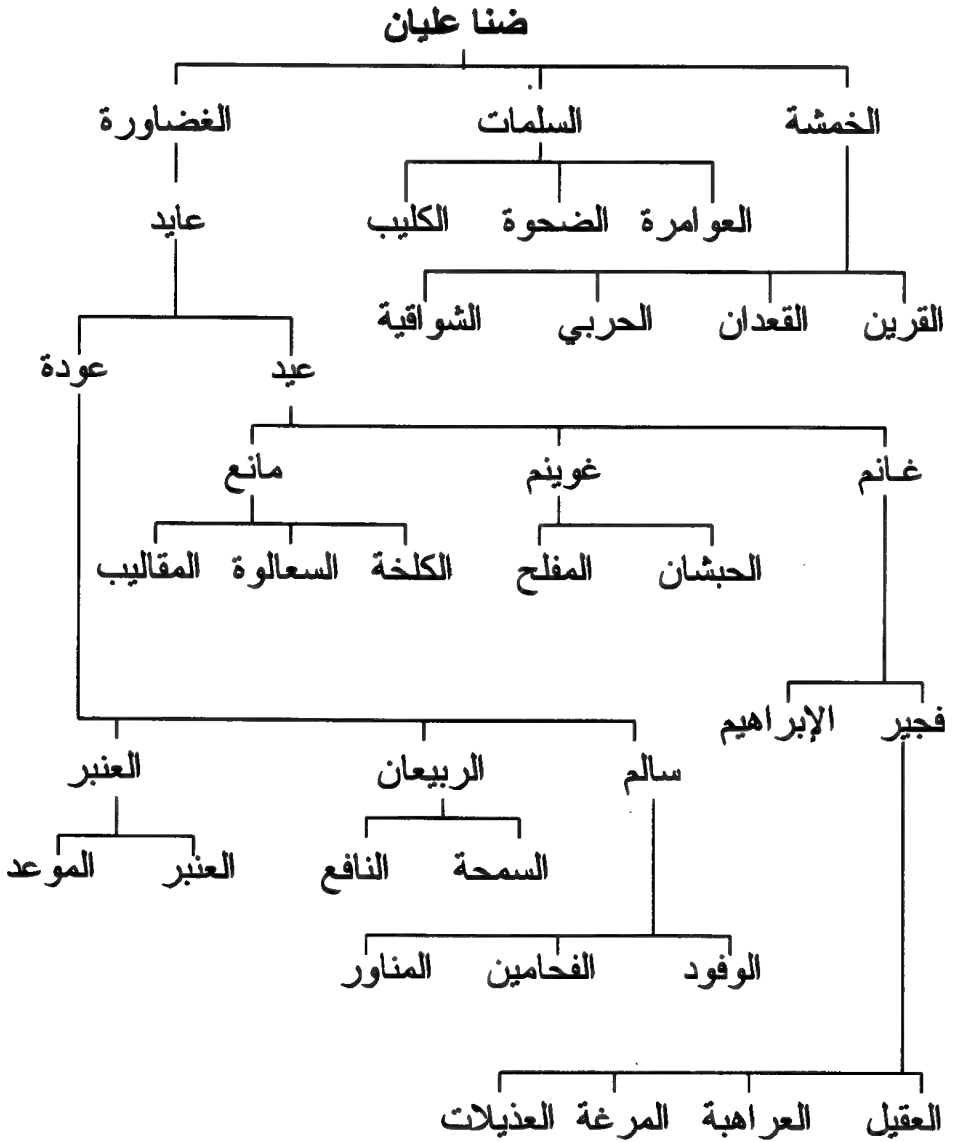 ضنا عليان
الخمشة السلمات الغضاورة
العوامرة الضحوة الكليب
عايد
القرين القعدان الحربي الشواقية
عيد عودة
غانم غوينم مانع
الحبشان المفلح الكلخة السعالوة المقاليب
فجير الإبراهيم
سالم الربيعان العنبر
السمحة النافع العنبر الموعد
الوفود الفحامين المناور
العقيل العراهبة المرغة العذيلات